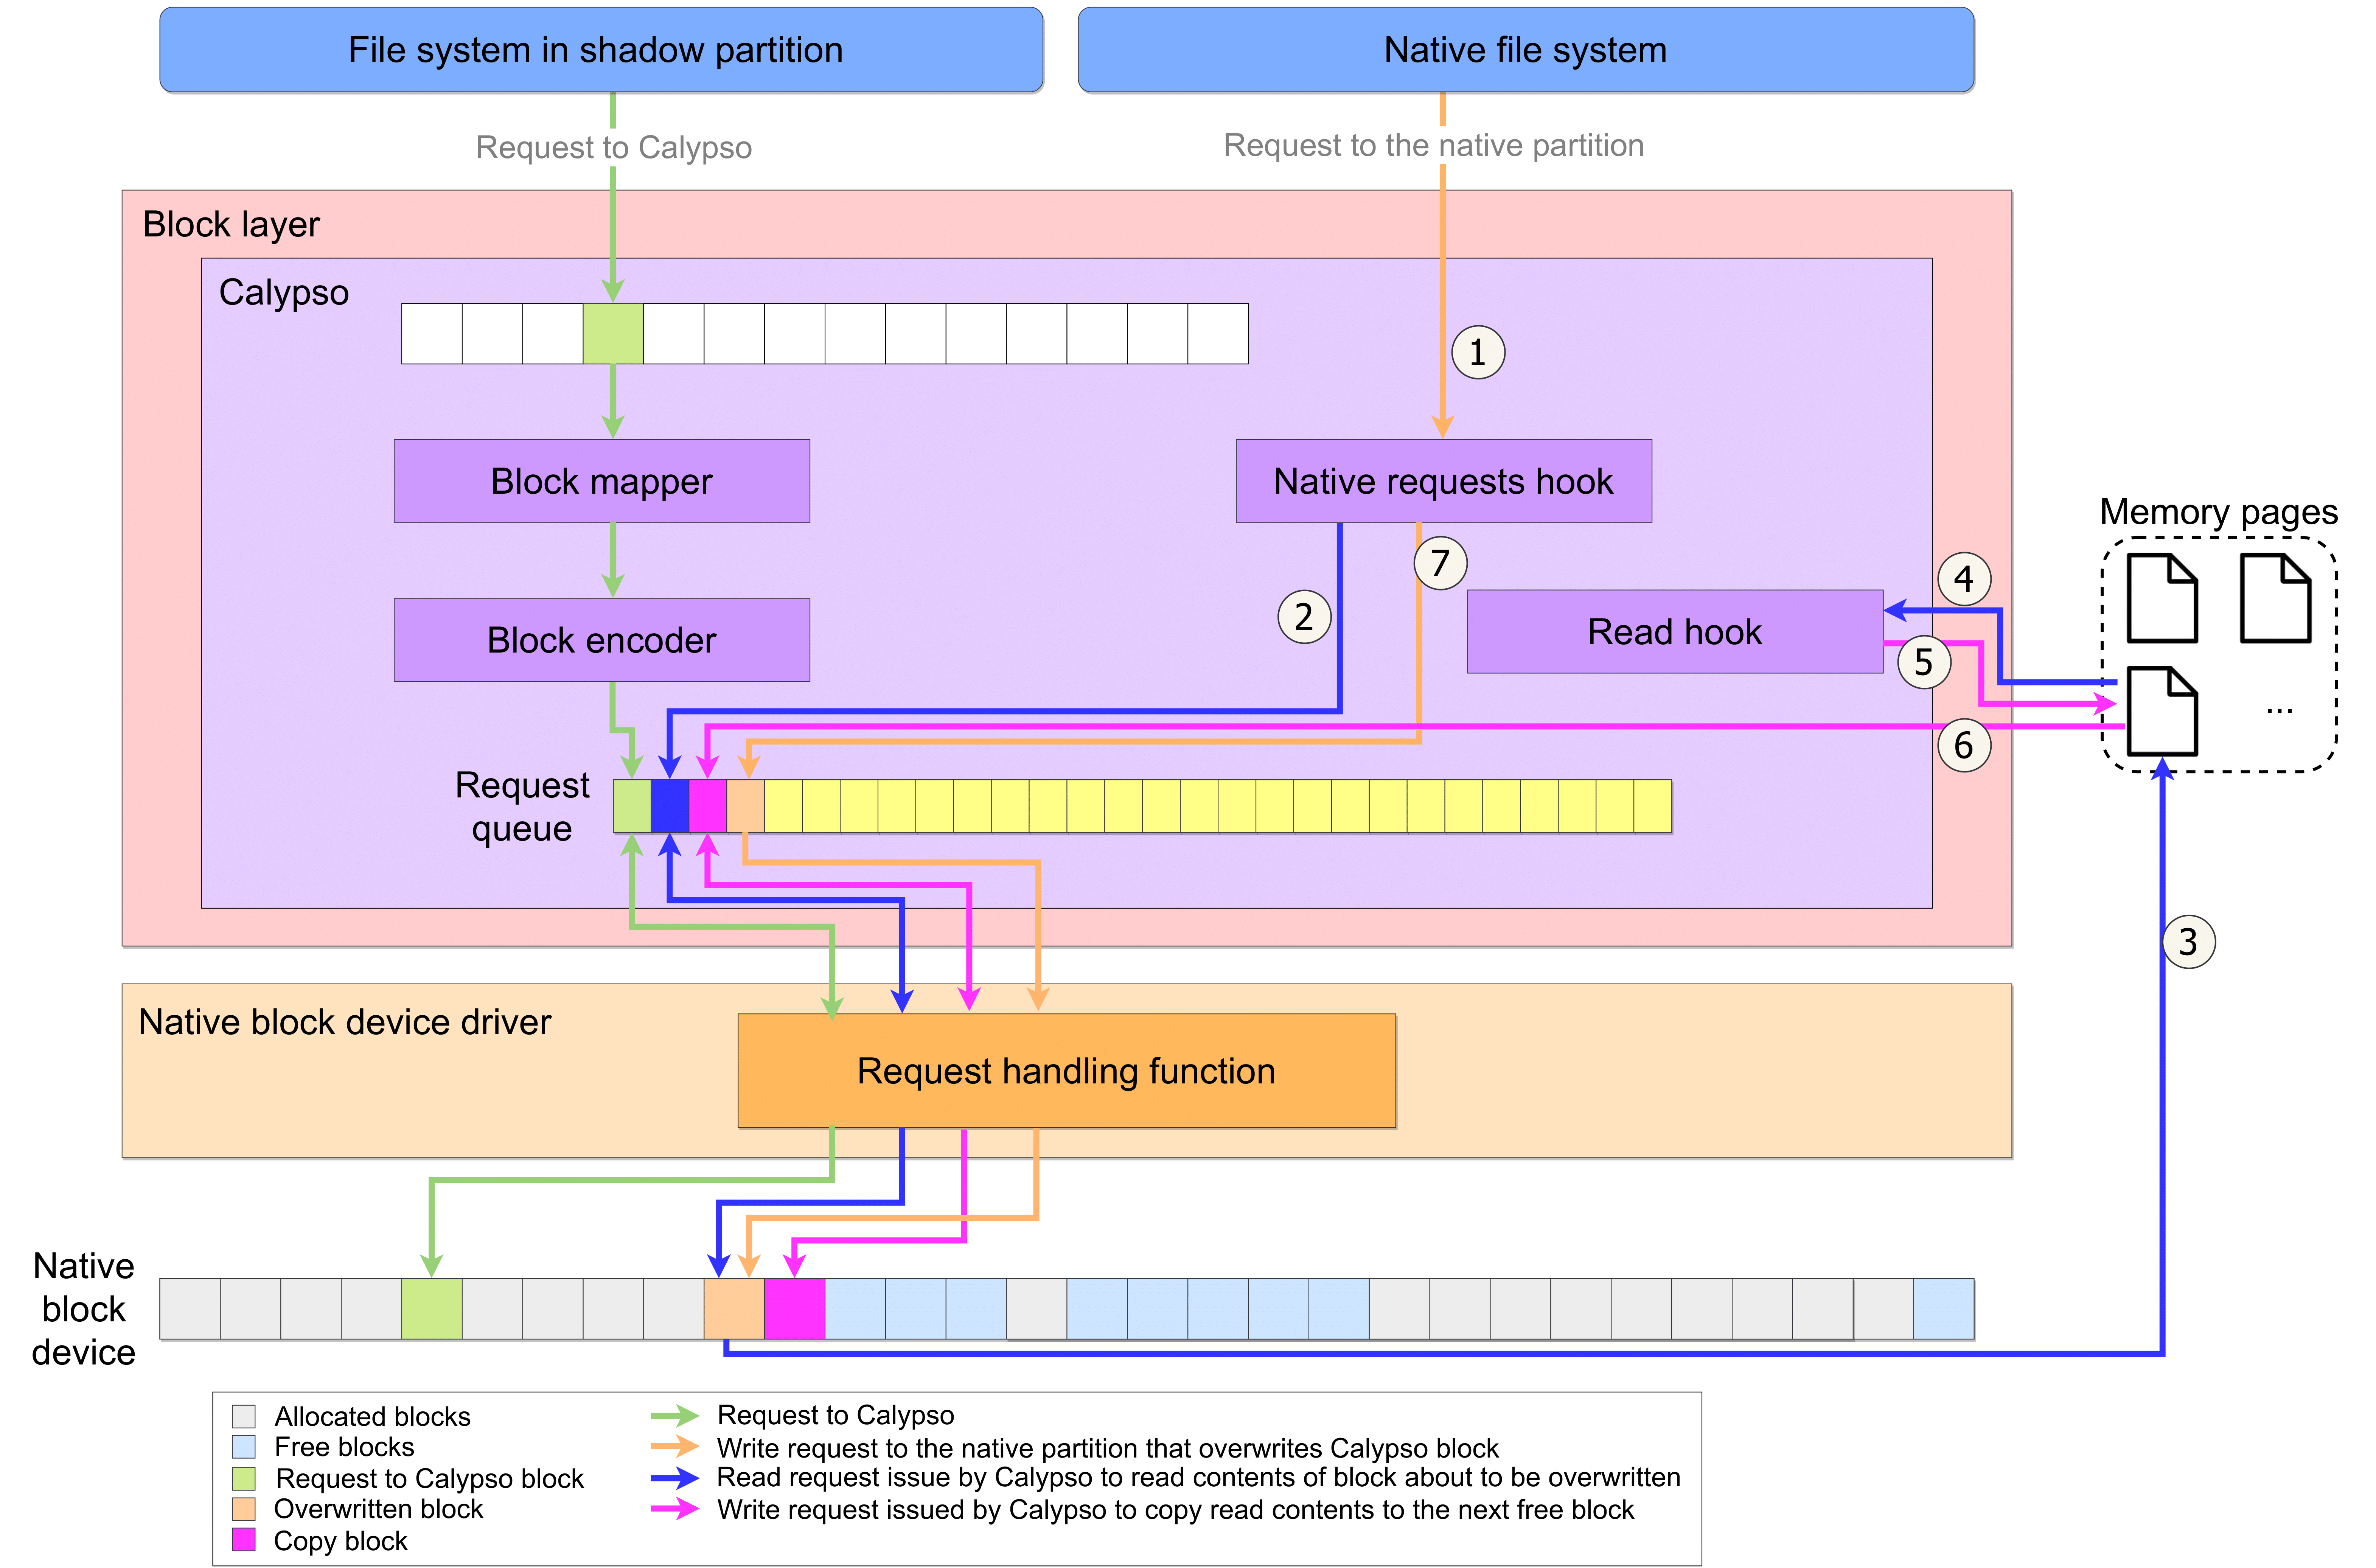 File system in shadow partition
Native file system
Request to Calypso
Request to the native partition
Block layer
Calypso
1
Block mapper
Native requests hook
Memory pages
7
4
2
Block encoder
Read hook
5
...
6
Request
queue
3
Native block device driver
Request handling function
Native
block
device
Allocated blocks
Free blocks
Request to Calypso block
Overwritten block
Copy block
Request to Calypso
Write request to the native partition that overwrites Calypso block
Read request issue by Calypso to read contents of block about to be overwritten
Write request issued by Calypso to copy read contents to the next free block